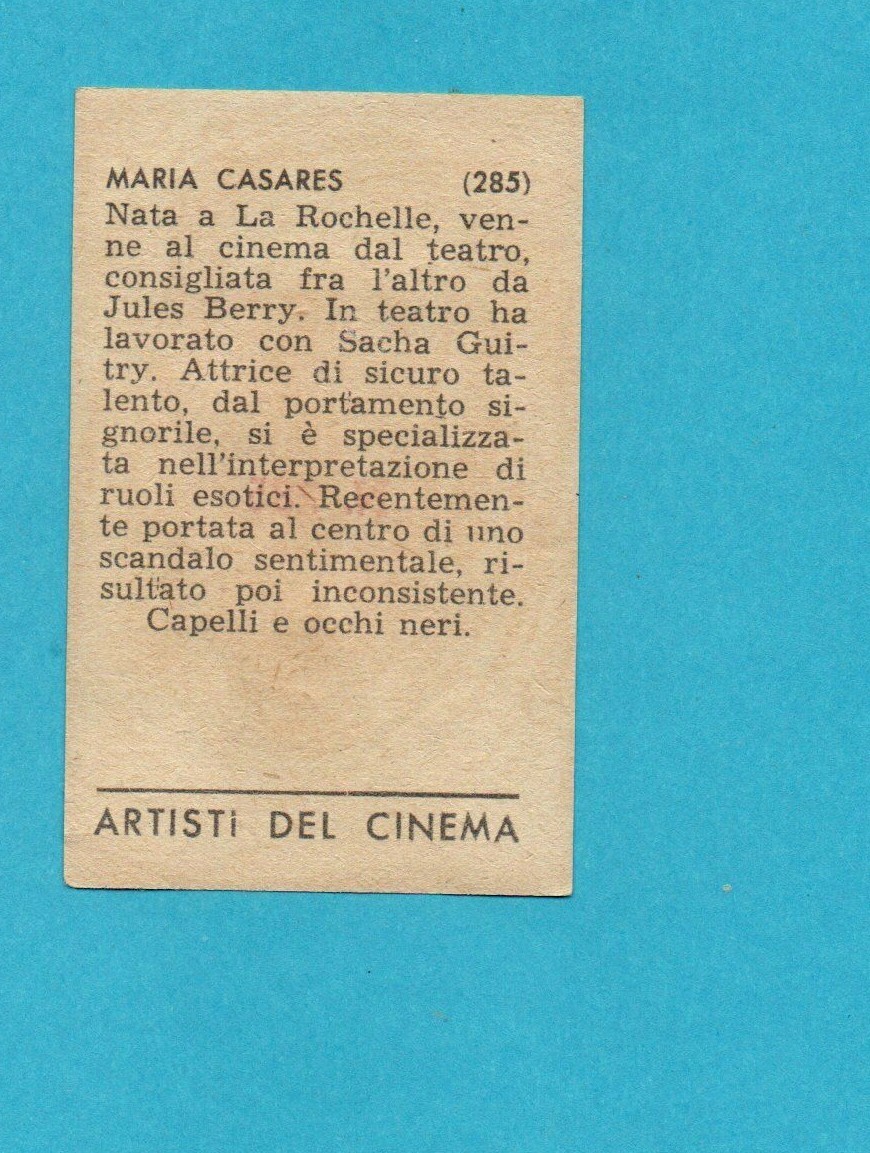 MARIA CASARES (285)
Nata a La Rochelle, ven-
ne al cinema dal teatro,
consigliata fra l'altro da
Jules Berry. In teatro ha
lavorato con Sacha Gui-
try. Attrice di sicuro ta-
lento, dal portamento si-
gnorile, si è specializza-
ta nell'interpretazione di
ruoli esotici. Recentemen-
te portata al centro di uno
scandalo sentimentale, ri-
sultato poi inconsistente.
Capelli e occhi neri.
ARTISTi DEL CINEMA